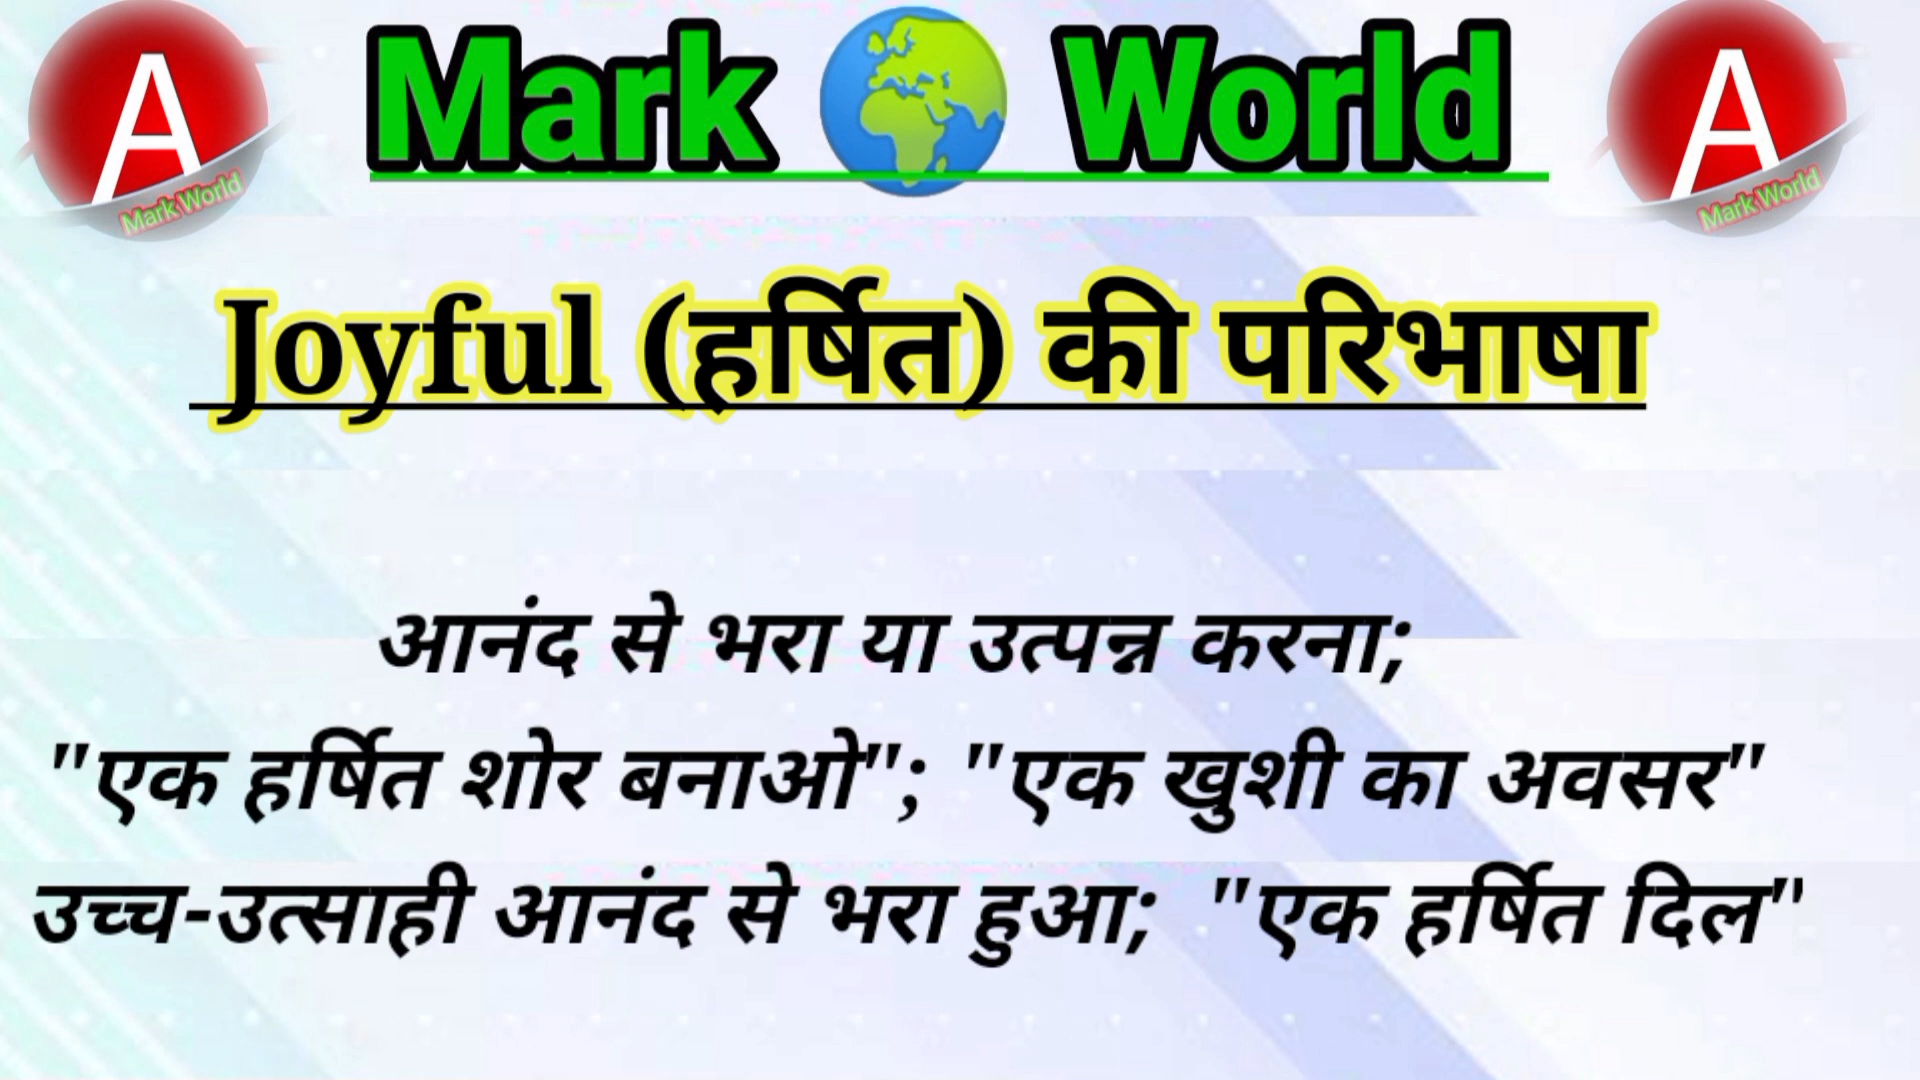 A Mark World A
Mark World
Mark World
Joyful (हर्षित) की परिभाषा
आनंद से भरा या उत्पन्न करना;
"एक हर्षित शोर बनाओ"; "एक खुशी का अवसर"
उच्च-उत्साही आनंद से भरा हुआ; "एक हर्षित दिल"